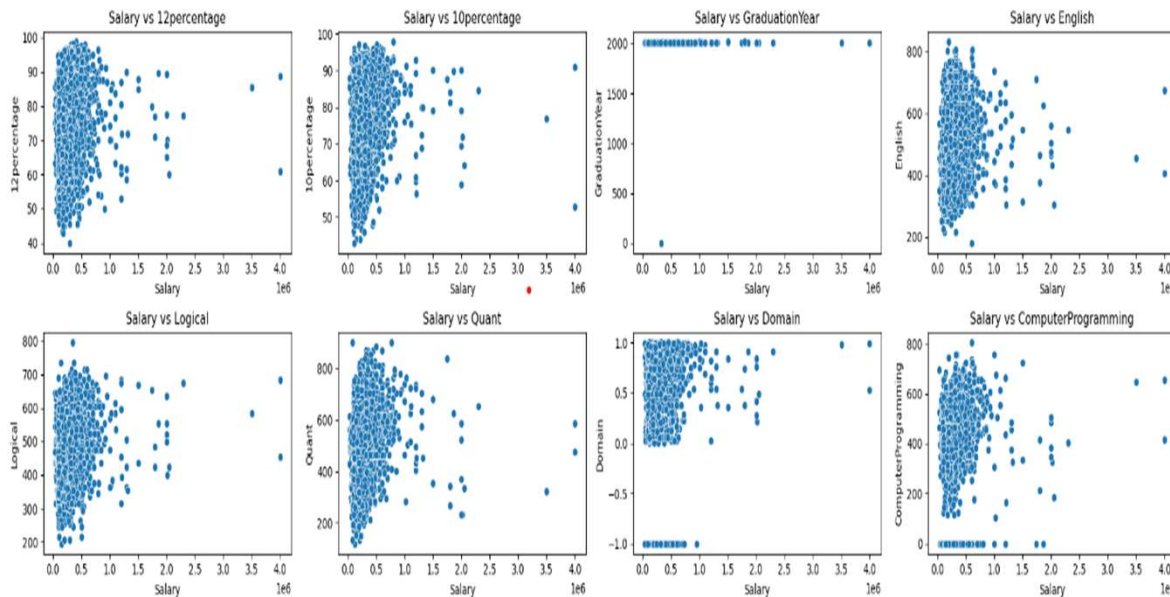 Salary vs 12percentage
12percentage
100
90
80
70
60
50
40
0.0 0.5 1.0 1.5 2.0 2.5 3.0 3.5 4.0
Salary
1e6
Salary vs 10percentage
10percentage
100
90
80
70
60
50
0.0 0.5 1.0 1.5 2.0 2.5 3.0 3.5 4.0
Salary
1e6
Salary vs GraduationYear
GraduationYear
2000
1500
1000
500
0
0.0 0.5 1.0 1.5 2.0 2.5 3.0 3.5 4.0
Salary
1e6
Salary vs English
English
800
600
400
200
0.0 0.5 1.0 1.5 2.0 2.5 3.0 3.5 4.0
Salary
1e
Salary vs Logical
Logical
800
700
600
500
400
300
200
0.0 0.5 1.0 1.5 2.0 2.5 3.0 3.5 4.0
Salary
1e6
Salary vs Quant
Quant
800
600
400
200
0.0 0.5 1.0 1.5 2.0 2.5 3.0 3.5 4.0
Salary
1e6
Salary vs Domain
Domain
1.0
0.5
0.0
−0.5
−1.0
0.0 0.5 1.0 1.5 2.0 2.5 3.0 3.5 4.0
Salary
1e6
Salary vs ComputerProgramming
ComputerProgramming
800
600
400
200
0
0.0 0.5 1.0 1.5 2.0 2.5 3.0 3.5 4.0
Salary
1e